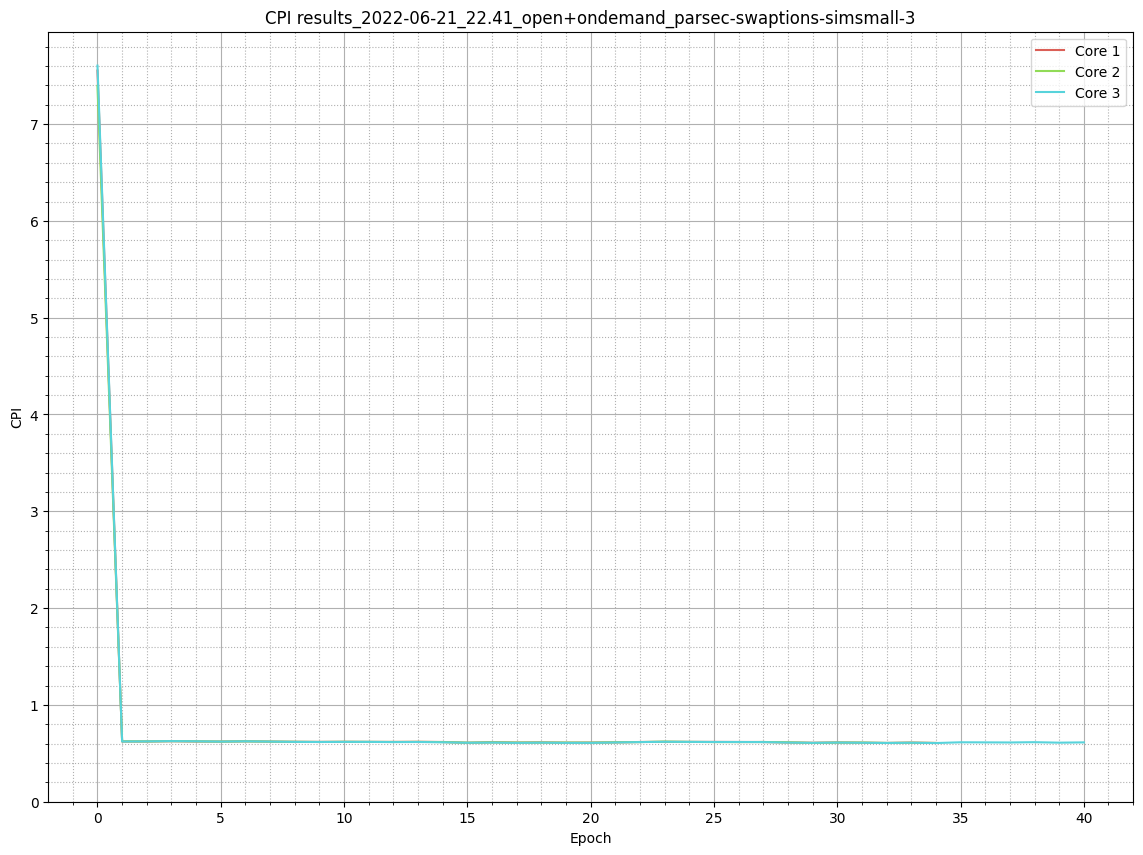 CPI results_2022-06-21_22.41_open+ondemand_parsec-swaptions-simsmall-3
Core 1
Core 2
Core 3
7
6
5
4
3
2
1
0
CPI
0 5 10 15 20 25 30 35 40
Epoch